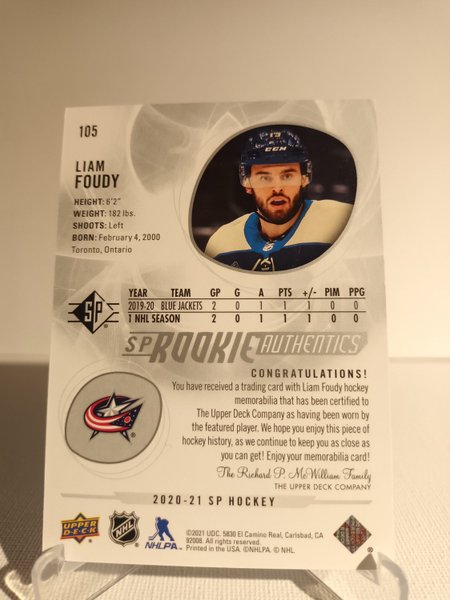 105
LIAM
FOUDY
HEIGHT: 6'2"
WEIGHT: 182 lbs.
SHOOTS: Left
BORN: February 4, 2000
Toronto, Ontario
CCM
SP
YEAR TEAM GP G A PTS +/- PIM PPG
2019-20 BLUE JACKETS 2 0 1 1 1 0 0
1 NHL SEASON 2 0 1 1 1 0 0
SP ROOKIE AUTHENTICS
CONGRATULATIONS!
You have received a trading card with Liam Foudy hockey
memorabilia that has been certified to
The Upper Deck Company as having been worn by
the featured player. We hope you enjoy this piece of
hockey history, as we continue to keep you as close as
you can get! Enjoy your memorabilia card!
The Richard P. McWilliam Family
THE UPPER DECK COMPANY
2020-21 SP HOCKEY
UPPER
DECK
NHL
NHLPA
©2021 UDC. 5830 El Camino Real, Carlsbad, CA
92008. All rights reserved.
Printed in the USA. ©NHLPA. © NHL.